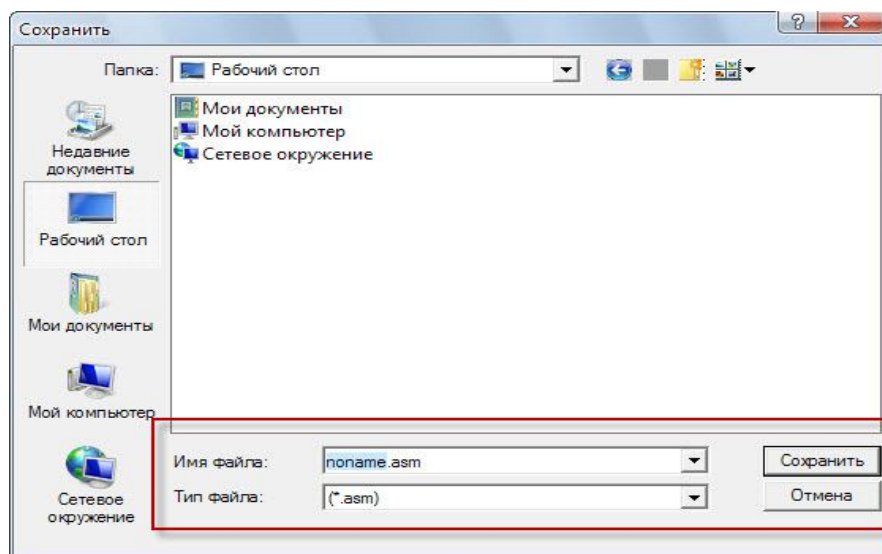 Сохранить
Папка: Рабочий стол
Мои документы
Мой компьютер
Сетевое окружение
Недавние
документы
Рабочий стол
Мои документы
Мой компьютер
Сетевое
окружение
Имя файла: noname.asm Сохранить
Тип файла: (*.asm) Отмена